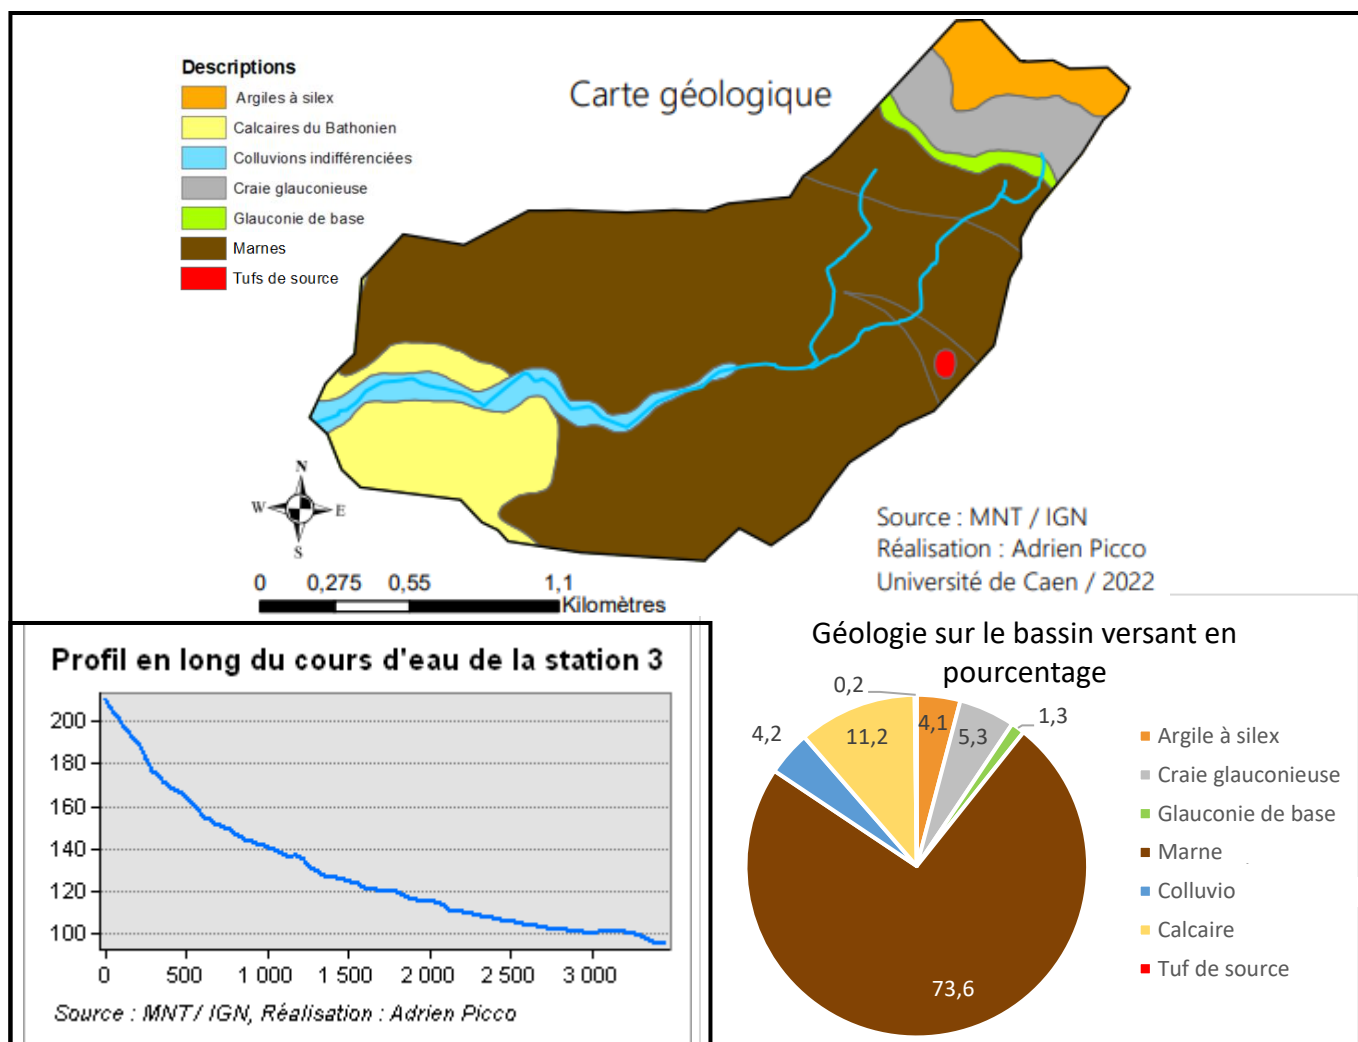 Descriptions
Argiles à silex
Calcaires du Bathonien
Colluvions indifférenciées
Craie glauconieuse
Glauconie de base
Marnes
Tufs de source
Carte géologique
N
W
E
S
0 0,275 0,55 1,1
Kilomètres
Source : MNT / IGN
Réalisation : Adrien Picco
Université de Caen / 2022
Profil en long du cours d'eau de la station 3
200
180
160
140
120
100
0 500 1 000 1 500 2 000 2 500 3 000
Source : MNT/ IGN, Réalisation : Adrien Picco
Géologie sur le bassin versant en
pourcentage
0,2
4,1
5,3
1,3
4,2
11,2
73,6
Argile à silex
Craie glauconieuse
Glauconie de base
Marne
Colluvio
Calcaire
Tuf de source